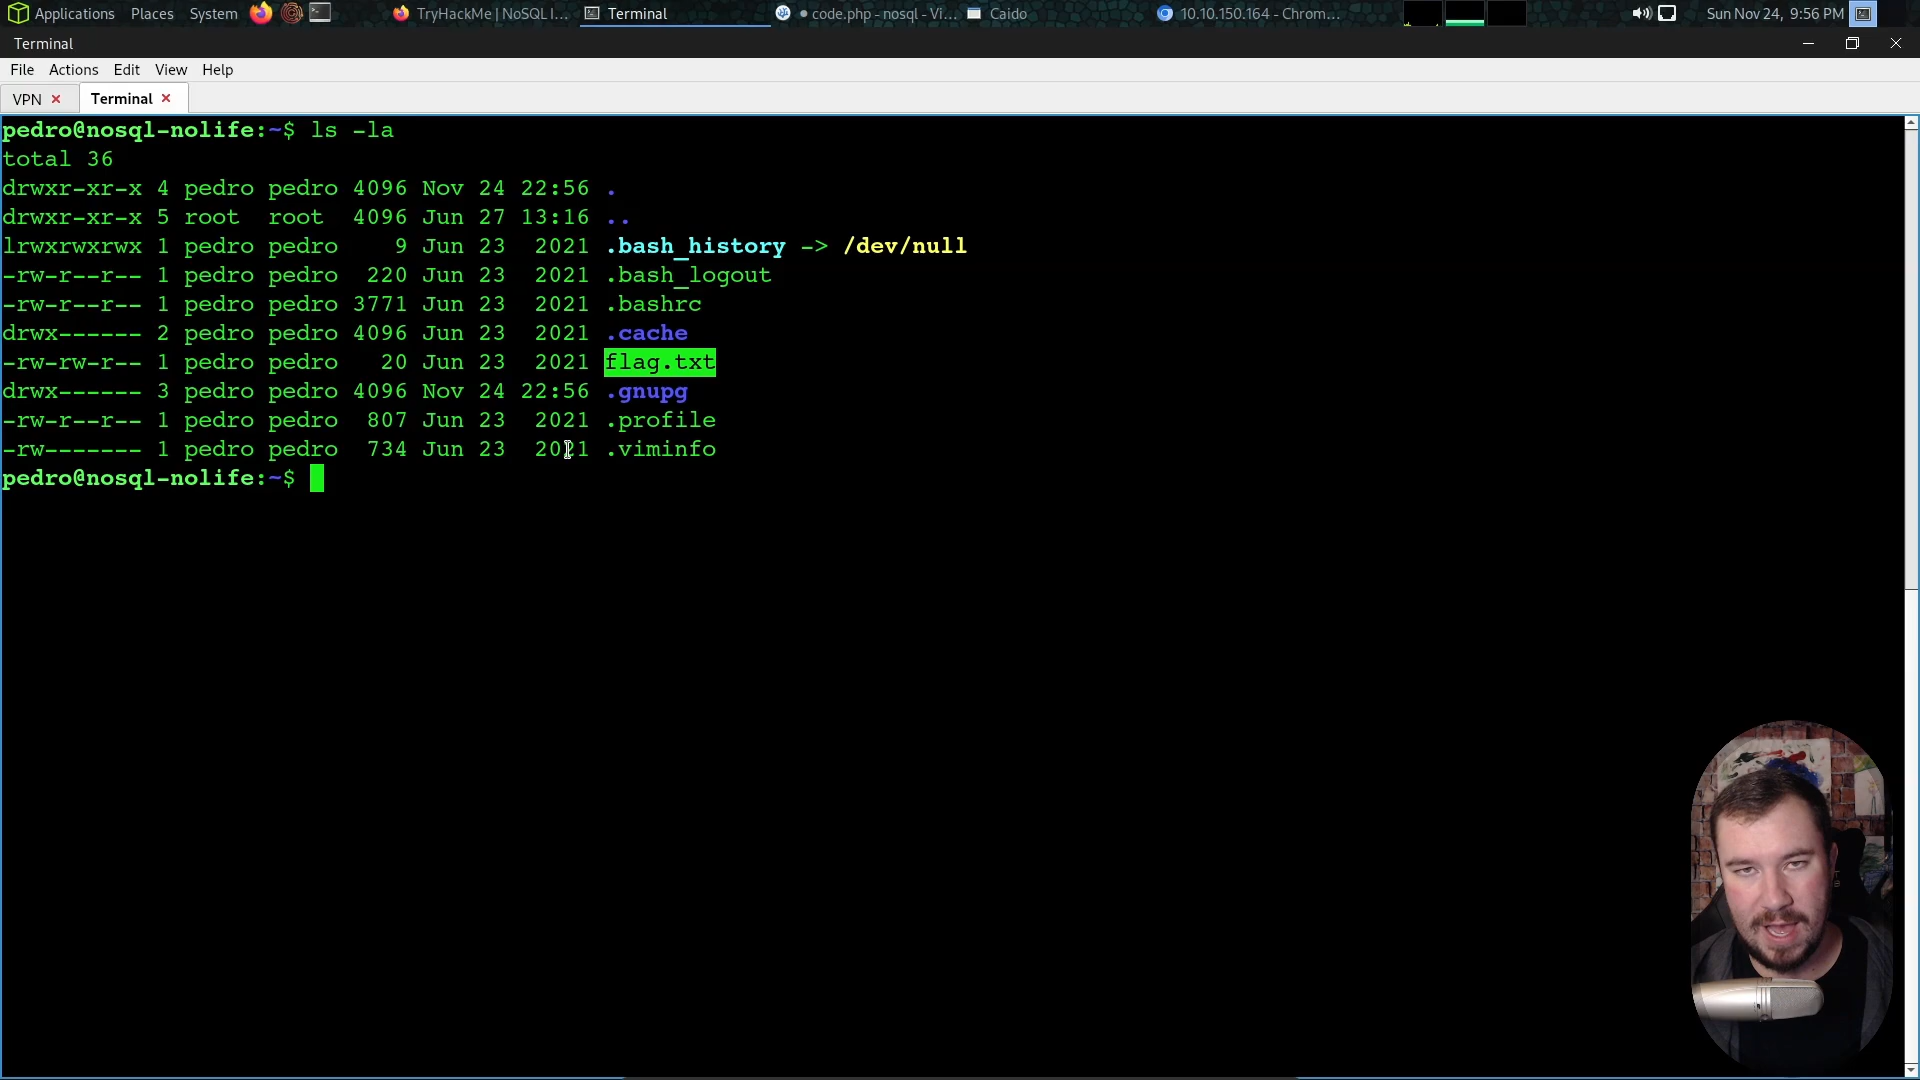 Applications Places System TryHackMe | NoSQL I... Terminal code.php - nosql - Vi... Caido 10.10.150.164 - Chrom... Sun Nov 24, 9:56 PM
Terminal
File Actions Edit View Help
VPN Terminal
pedro@nosql-nolife:~$ ls -la
total 36
drwxr-xr-x 4 pedro pedro 4096 Nov 24 22:56 .
drwxr-xr-x 5 root  root  4096 Jun 27 13:16 ..
lrwxrwxrwx 1 pedro pedro    9 Jun 23  2021 .bash_history -> /dev/null
-rw-r--r-- 1 pedro pedro  220 Jun 23  2021 .bash_logout
-rw-r--r-- 1 pedro pedro 3771 Jun 23  2021 .bashrc
drwx------ 2 pedro pedro 4096 Jun 23  2021 .cache
-rw-rw-r-- 1 pedro pedro   20 Jun 23  2021 flag.txt
drwx------ 3 pedro pedro 4096 Nov 24 22:56 .gnupg
-rw-r--r-- 1 pedro pedro  807 Jun 23  2021 .profile
-rw------- 1 pedro pedro  734 Jun 23  2021 .viminfo
pedro@nosql-nolife:~$